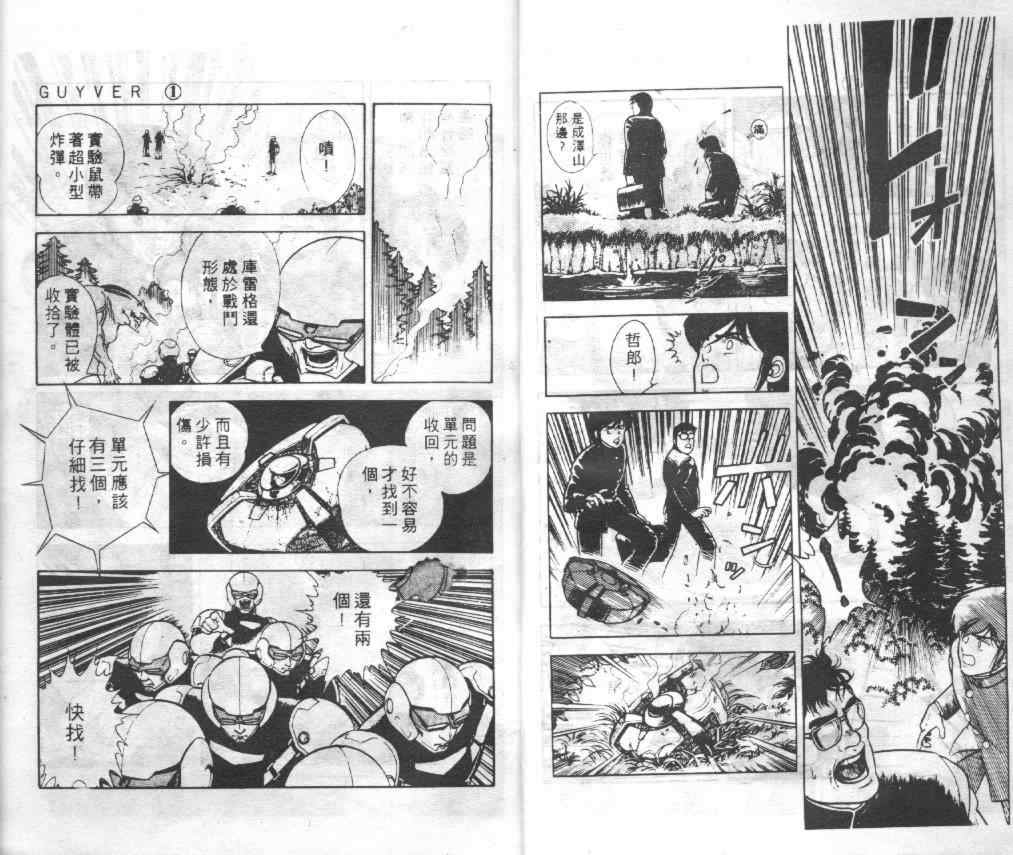 痛
是成澤山
那邊?
哲郎!
GUYVER ①
嘖!
實驗鼠帶
著超小型
炸彈。
庫雷格還
處於戰鬥
形態,
實驗體已被
收拾了。
問題是
單元的
收回,
好不容易
才找到一
個,
而且有
少許損
傷。
單元應該
有三個,
仔細找!
還有兩
個!
快找!